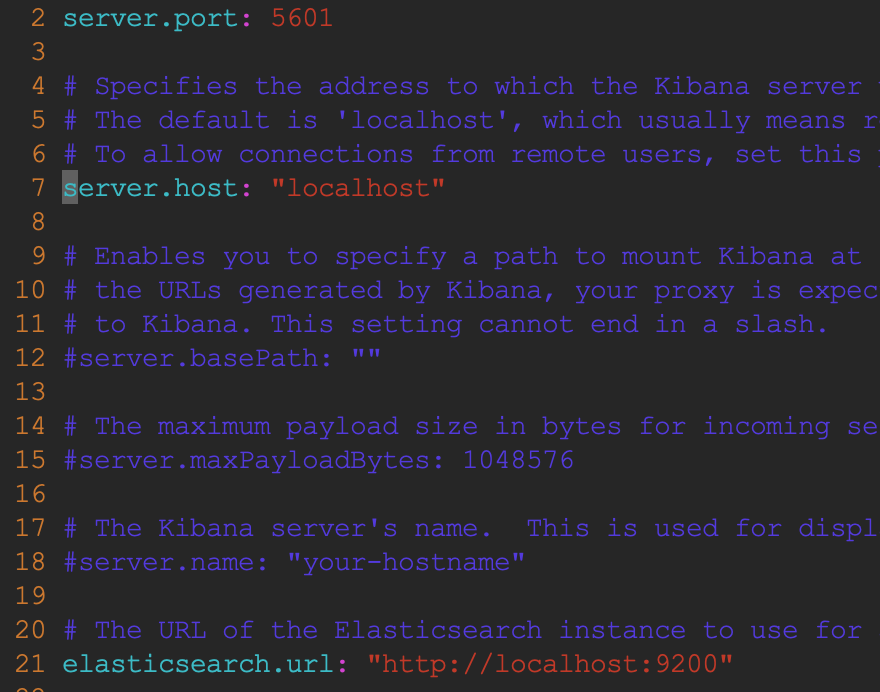 2 server.port: 5601
3
4 # Specifies the address to which the Kibana server
5 # The default is 'localhost', which usually means r
6 # To allow connections from remote users, set this
7 server.host: "localhost"
8
9 # Enables you to specify a path to mount Kibana at
10 # the URLs generated by Kibana, your proxy is expec
11 # to Kibana. This setting cannot end in a slash.
12 #server.basePath: ""
13
14 # The maximum payload size in bytes for incoming se
15 #server.maxPayloadBytes: 1048576
16
17 # The Kibana server's name.  This is used for displ
18 #server.name: "your-hostname"
19
20 # The URL of the Elasticsearch instance to use for
21 elasticsearch.url: "http://localhost:9200"